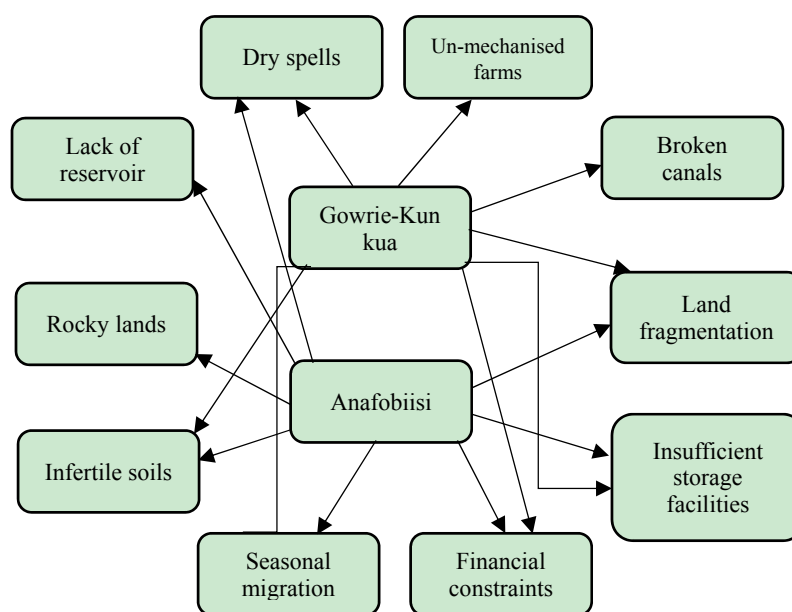 Dry spells
Un-mechanised
farms
Lack of
reservoir
Broken
canals
Gowrie-Kun
kua
Rocky lands
Land
fragmentation
Anafobiisi
Infertile soils
Insufficient
storage
facilities
Seasonal
migration
Financial
constraints